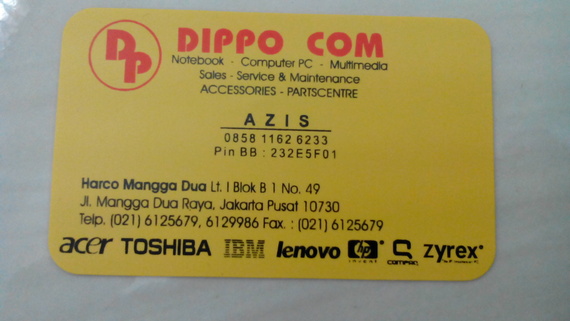 DP
DIPPO COM
Notebook - Computer PC - Multimedia
Sales - Service & Maintenance
ACCESSORIES - PARTSCENTRE
AZIS
0858 1162 6233
Pin BB : 232E5F01
Harco Mangga Dua Lt. I Blok B 1 No. 49
Jl. Mangga Dua Raya, Jakarta Pusat 10730
Telp. (021) 6125679, 6129986 Fax. : (021) 6125679
acer TOSHIBA IBM lenovo hp invent COMPAQ zyrex